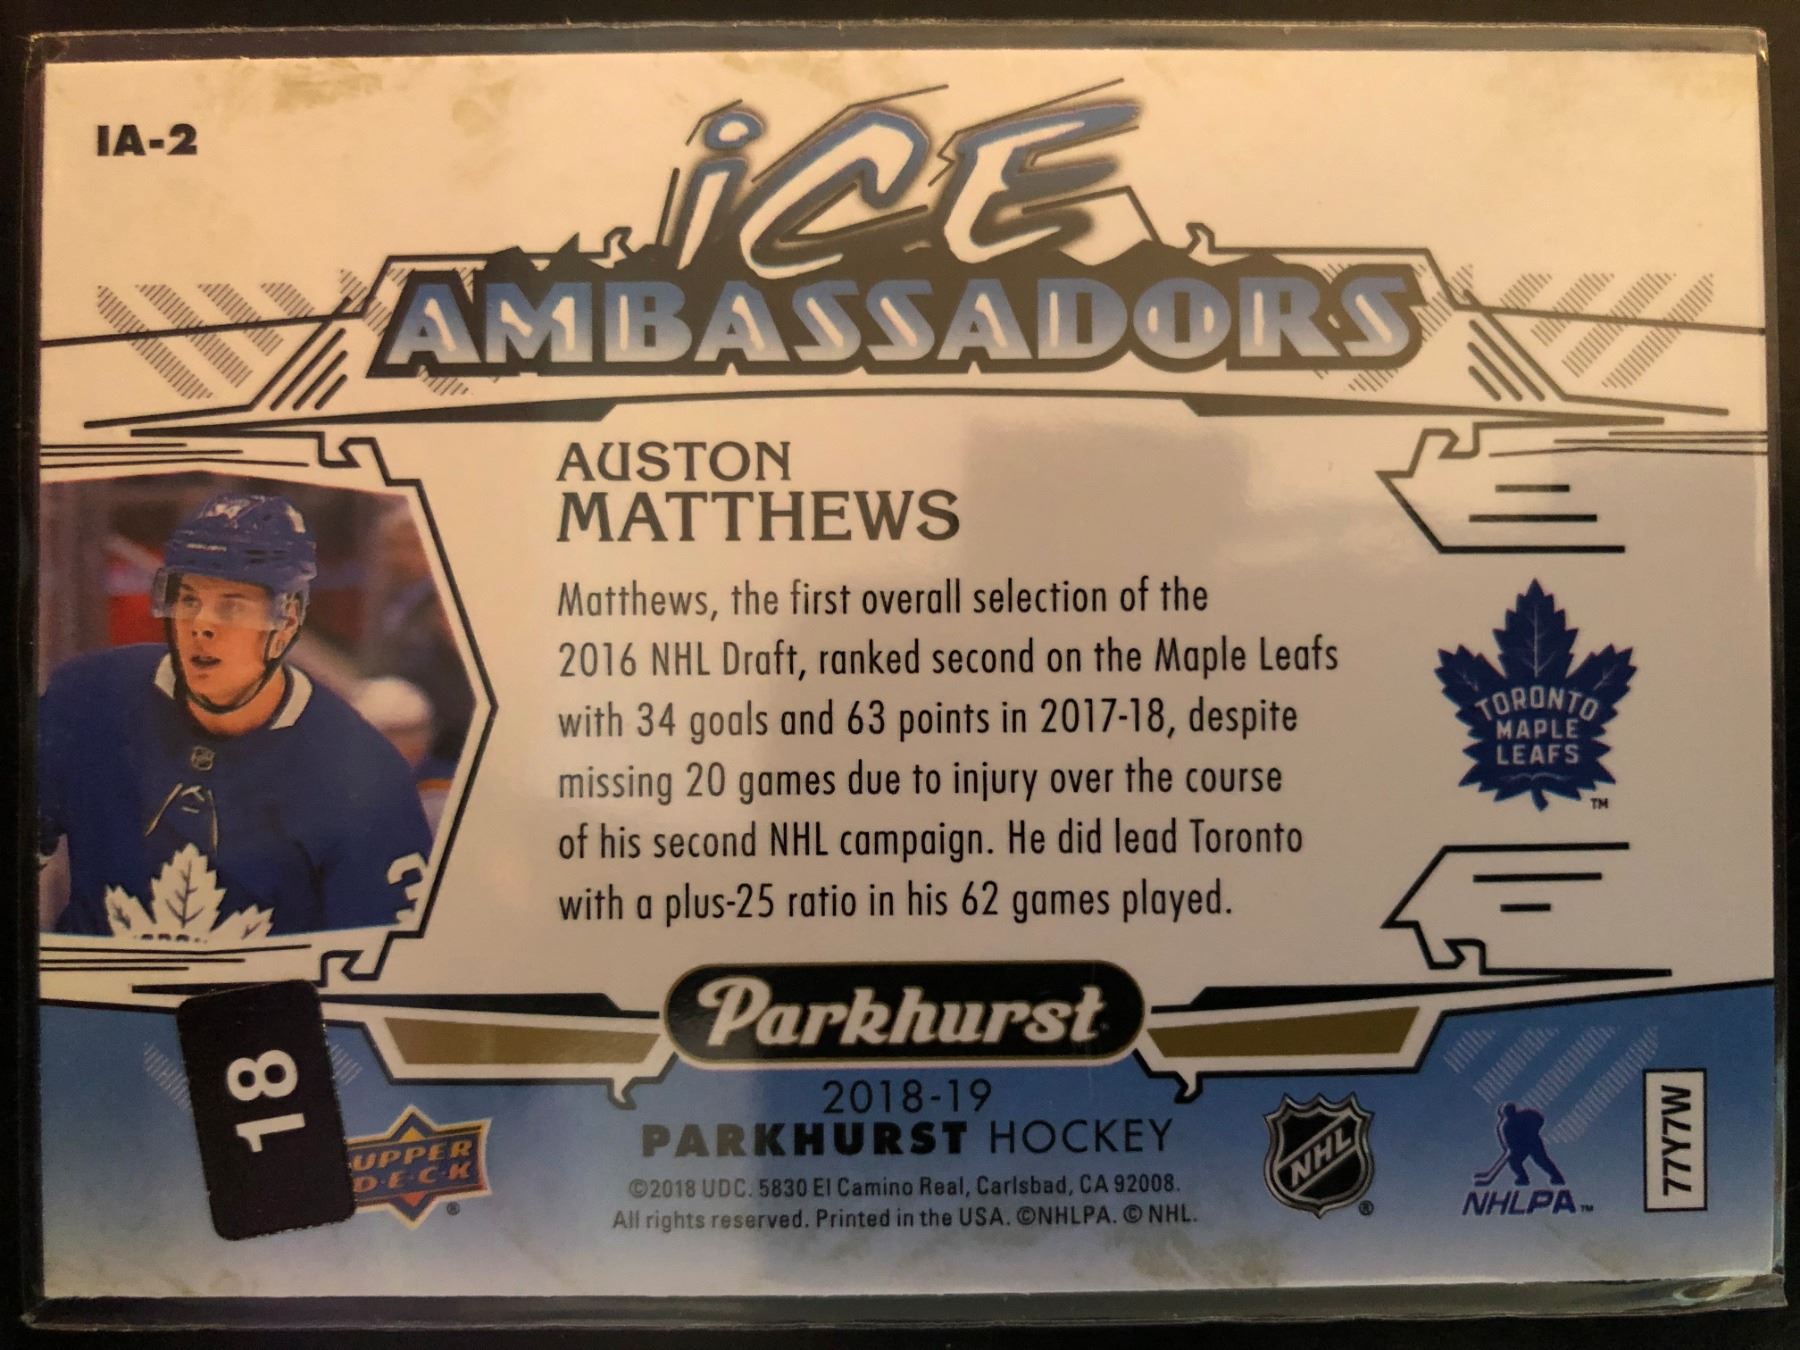 IA-2
iCE
AMBASSADORS
AUSTON
MATTHEWS
Matthews, the first overall selection of the
2016 NHL Draft, ranked second on the Maple Leafs
with 34 goals and 63 points in 2017-18, despite
missing 20 games due to injury over the course
of his second NHL campaign. He did lead Toronto
with a plus-25 ratio in his 62 games played.
TORONTO
MAPLE
LEAFS
TM
Parkhurst
18
UPPER
D·E·C·K
®
2018-19
PARKHURST HOCKEY
©2018 UDC. 5830 El Camino Real, Carlsbad, CA 92008.
All rights reserved. Printed in the USA. ©NHLPA. © NHL.
NHL
®
NHLPA™
77Y7W